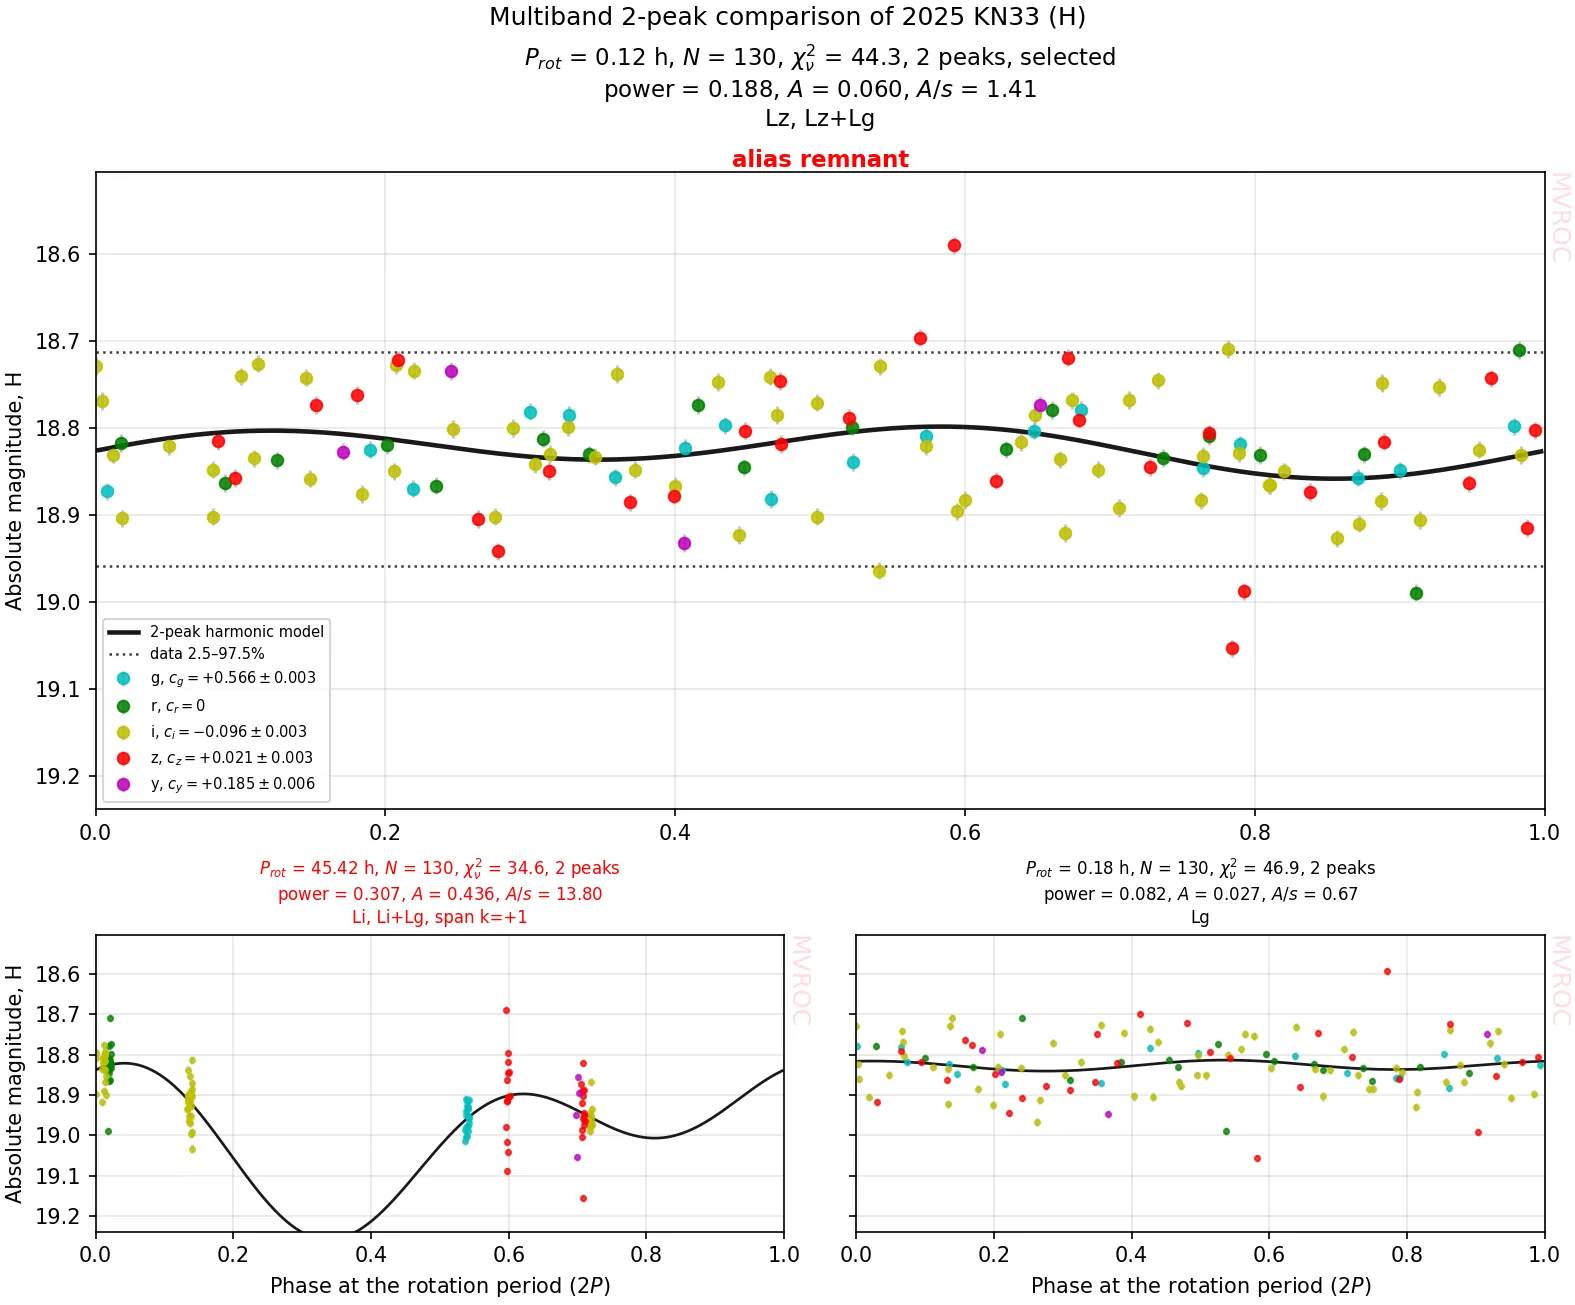 Multiband 2-peak comparison of 2025 KN33 (H)
P_rot = 0.12 h, N = 130, χ²_ν = 44.3, 2 peaks, selected
power = 0.188, A = 0.060, A/s = 1.41
Lz, Lz+Lg
alias remnant
MVROC
Absolute magnitude, H
18.6
18.7
18.8
18.9
19.0
19.1
19.2
2-peak harmonic model
data 2.5–97.5%
g, c_g = +0.566 ± 0.003
r, c_r = 0
i, c_i = −0.096 ± 0.003
z, c_z = +0.021 ± 0.003
y, c_y = +0.185 ± 0.006
0.0 0.2 0.4 0.6 0.8 1.0
P_rot = 45.42 h, N = 130, χ²_ν = 34.6, 2 peaks
power = 0.307, A = 0.436, A/s = 13.80
Li, Li+Lg, span k=+1
MVROC
Absolute magnitude, H
18.6
18.7
18.8
18.9
19.0
19.1
19.2
0.0 0.2 0.4 0.6 0.8 1.0
Phase at the rotation period (2P)
P_rot = 0.18 h, N = 130, χ²_ν = 46.9, 2 peaks
power = 0.082, A = 0.027, A/s = 0.67
Lg
MVROC
0.0 0.2 0.4 0.6 0.8 1.0
Phase at the rotation period (2P)